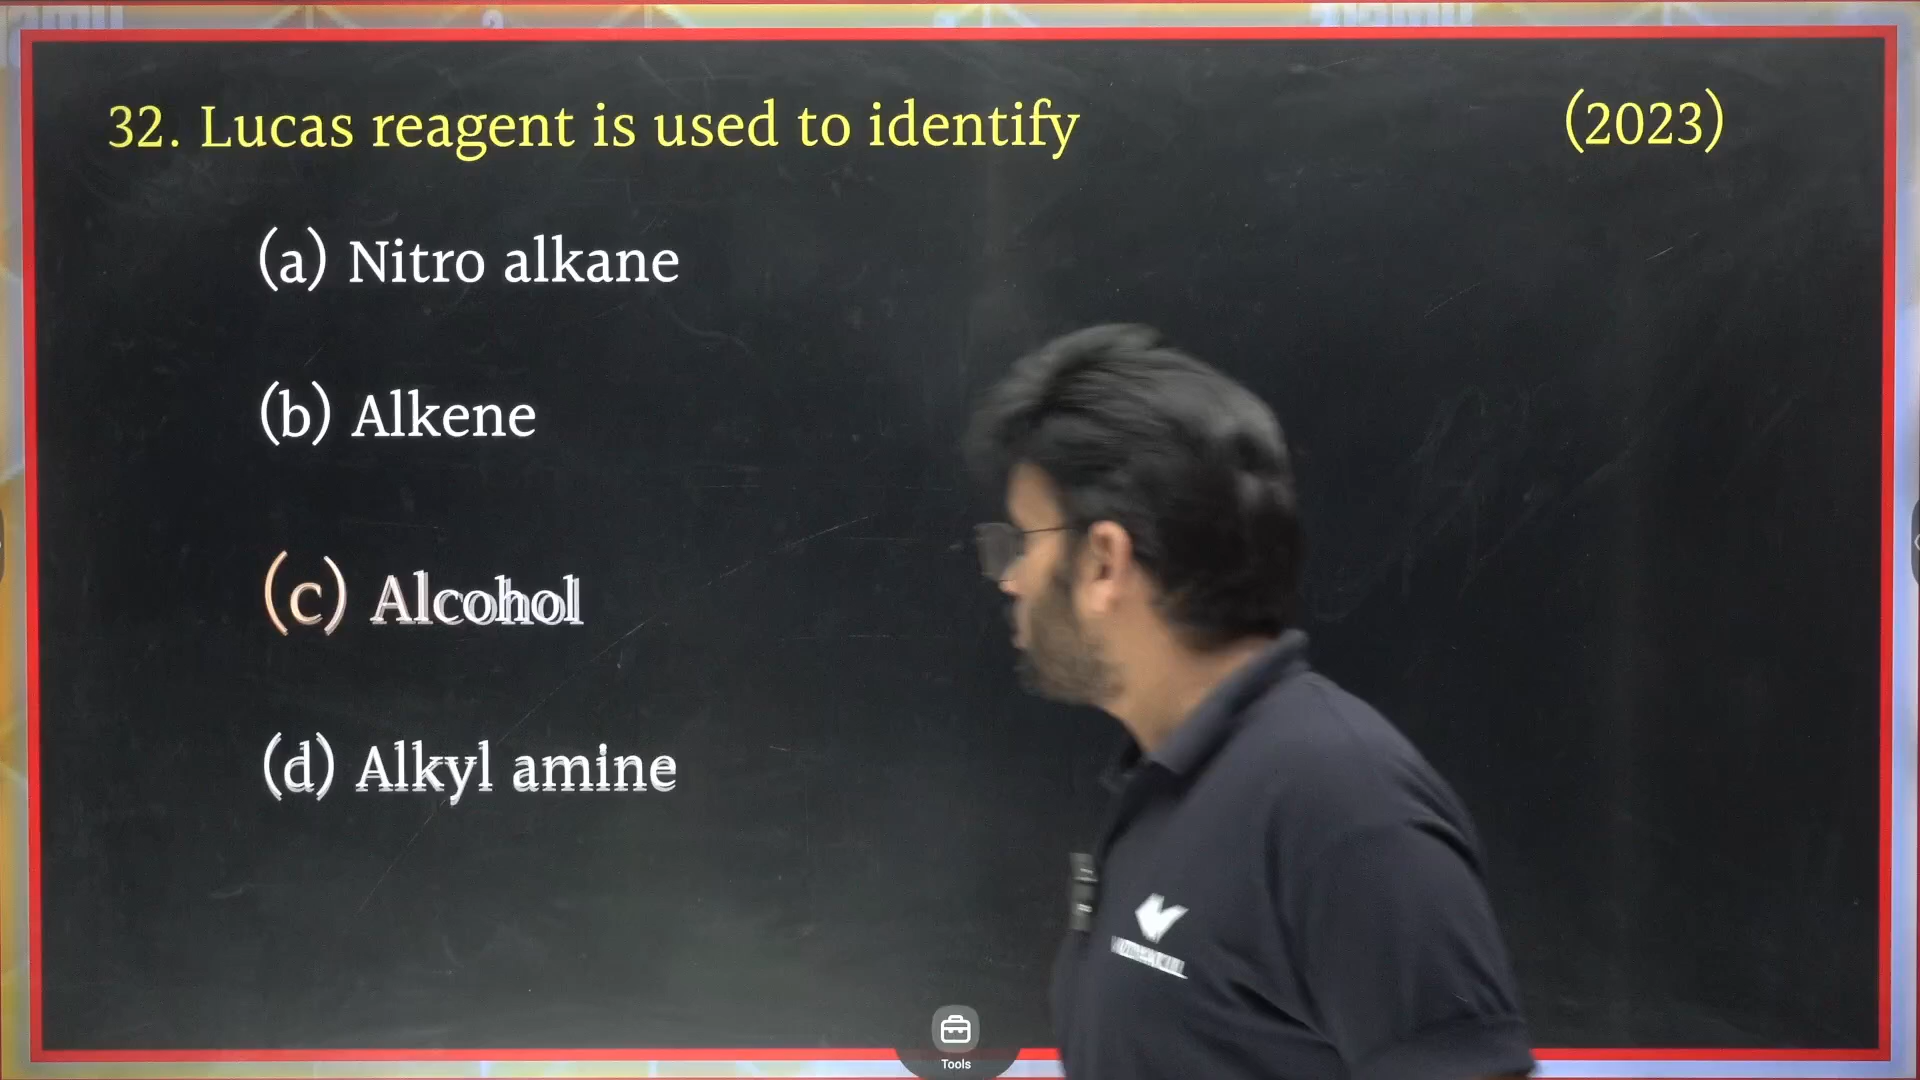 32. Lucas reagent is used to identify (2023)
(a) Nitro alkane
(b) Alkene
(c) Alcohol
(d) Alkyl amine
Tools